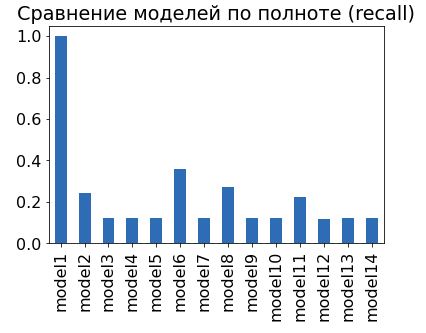 Сравнение моделей по полноте (recall)
1.0
0.8
0.6
0.4
0.2
0.0
model1
model2
model3
model4
model5
model6
model7
model8
model9
model10
model11
model12
model13
model14